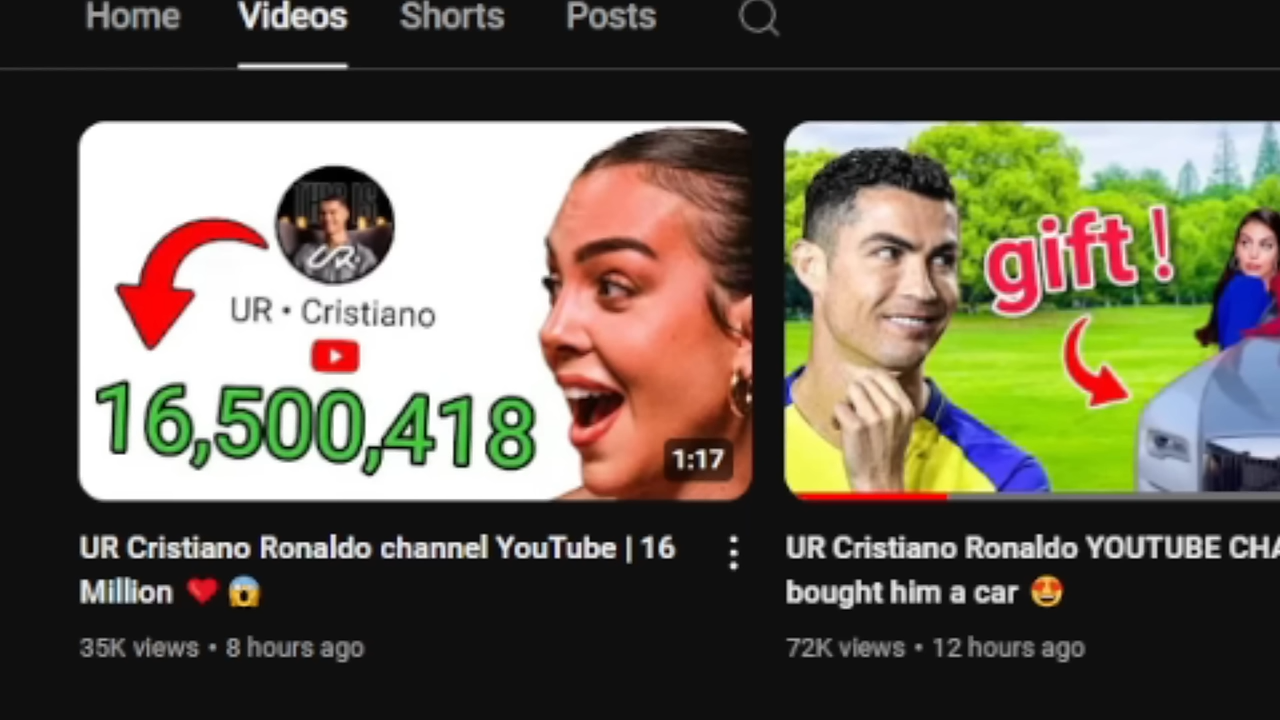 Home Videos Shorts Posts
UR • Cristiano
16,500,418
1:17
gift!
UR Cristiano Ronaldo channel YouTube | 16
Million ❤️ 😱
35K views • 8 hours ago
UR Cristiano Ronaldo YOUTUBE CHA
bought him a car 🤩
72K views • 12 hours ago